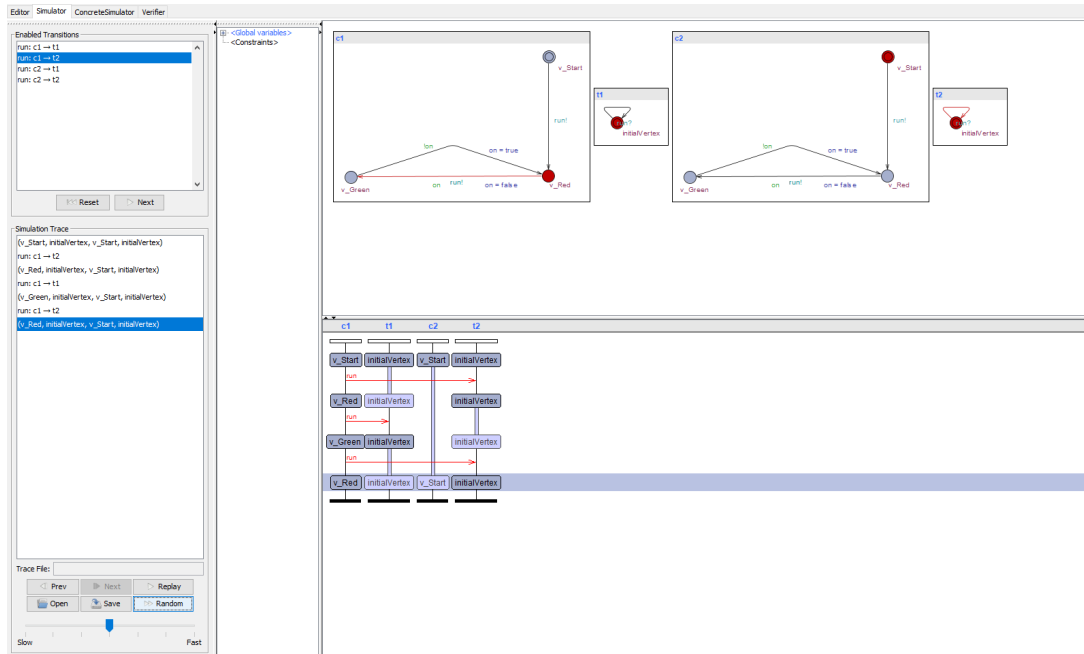 Editor Simulator ConcreteSimulator Verifier
Enabled Transitions
run: c1 → t1
run: c1 → t2
run: c2 → t1
run: c2 → t2
Reset Next
Simulation Trace
(v_Start, initialVertex, v_Start, initialVertex)
run: c1 → t2
(v_Red, initialVertex, v_Start, initialVertex)
run: c1 → t1
(v_Green, initialVertex, v_Start, initialVertex)
run: c1 → t2
(v_Red, initialVertex, v_Start, initialVertex)
Trace File:
Prev Next Replay
Open Save Random
Slow Fast
<Global variables>
<Constraints>
c1
v_Start
run!
!on
on = true
v_Green
on
run!
on = false
v_Red
t1
run?
initialVertex
c2
v_Start
run!
!on
on = true
v_Green
on
run!
on = false
v_Red
t2
run?
initialVertex
c1 t1 c2 t2
v_Start initialVertex v_Start initialVertex
run
v_Red initialVertex initialVertex
run
v_Green initialVertex initialVertex
run
v_Red initialVertex v_Start initialVertex